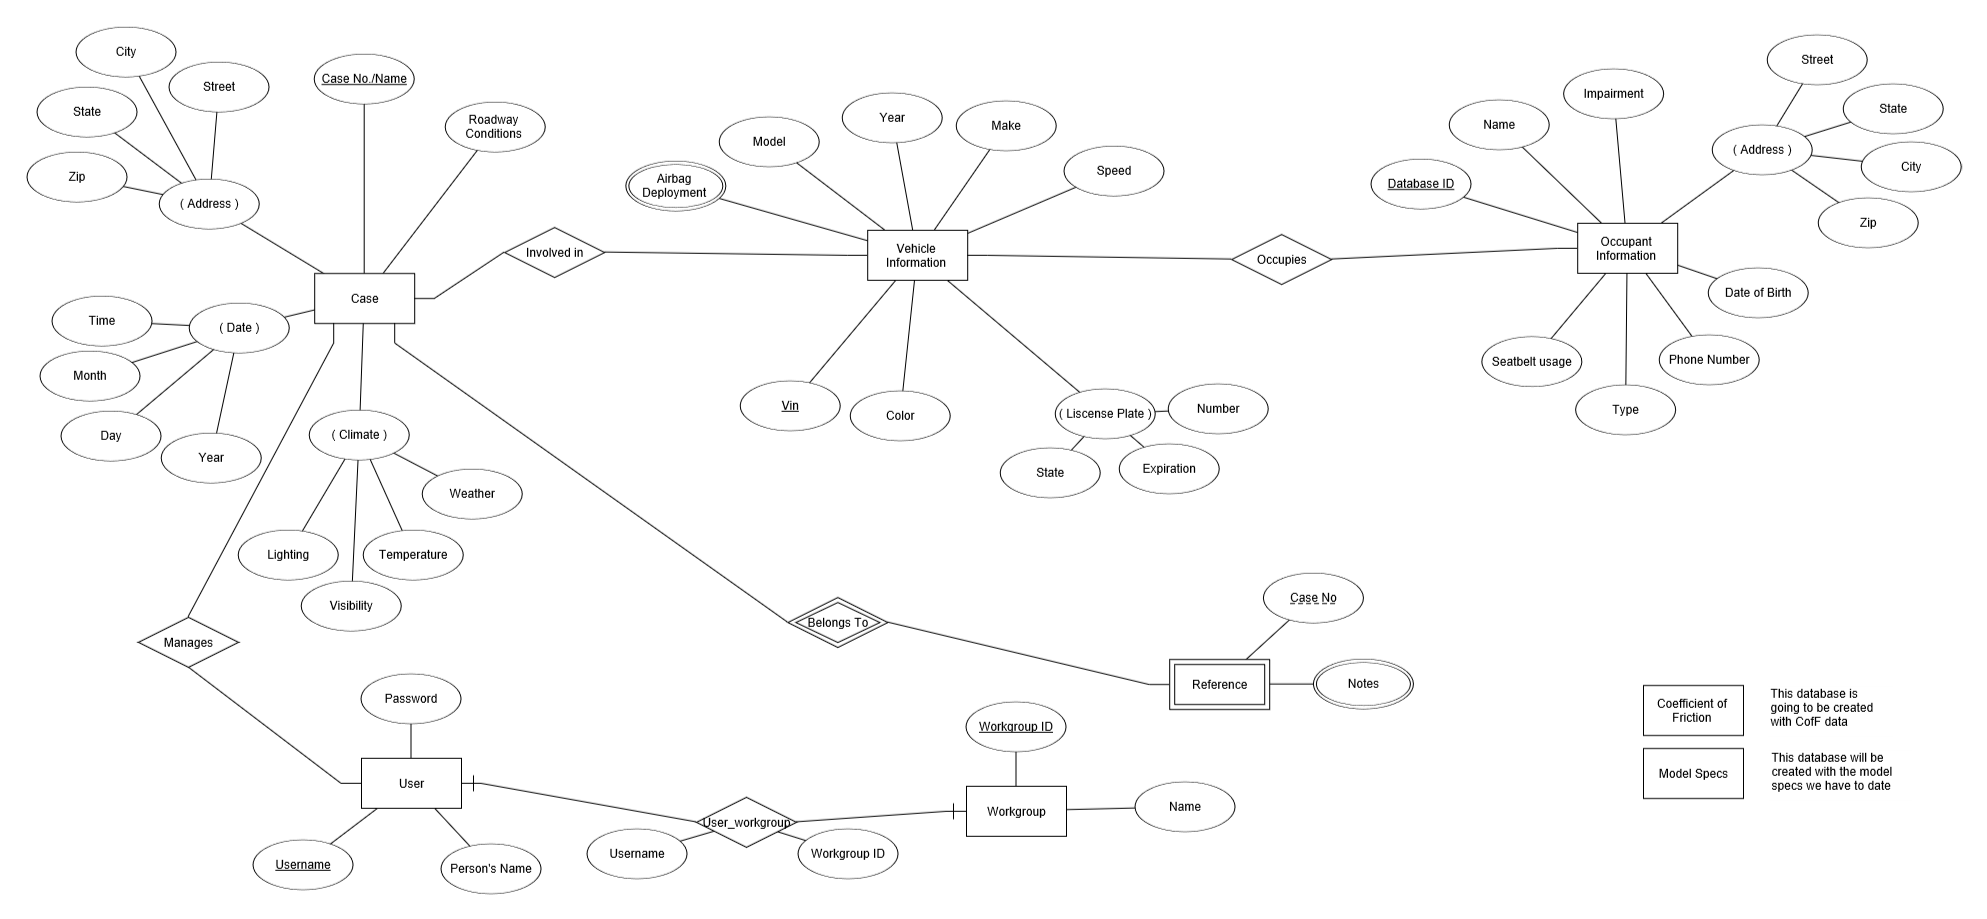 City
Street
State
Zip
( Address )
Case No./Name
Roadway
Conditions
Case
Time
Month
Day
Year
( Date )
( Climate )
Lighting
Visibility
Temperature
Weather
Involved in
Airbag
Deployment
Model
Year
Make
Speed
Vehicle
Information
Vin
Color
( Liscense Plate )
Number
State
Expiration
Occupies
Database ID
Name
Impairment
Street
State
( Address )
City
Zip
Occupant
Information
Date of Birth
Seatbelt usage
Type
Phone Number
Manages
Belongs To
Case No
Reference
Notes
Password
User
Username
Person's Name
User_workgroup
Username
Workgroup ID
Workgroup ID
Workgroup
Name
Coefficient of
Friction
This database is
going to be created
with CofF data
Model Specs
This database will be
created with the model
specs we have to date